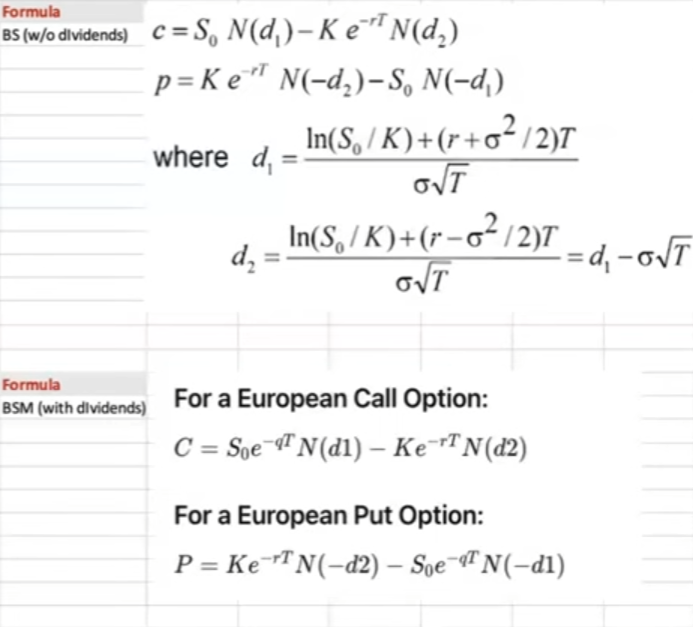 Formula
BS (w/o dividends) c = S₀ N(d₁) − K e^−rT N(d₂)
p = K e^−rT N(−d₂) − S₀ N(−d₁)
where d₁ = ln(S₀ / K) + (r + σ² / 2)T / σ√T
d₂ = ln(S₀ / K) + (r − σ² / 2)T / σ√T = d₁ − σ√T
Formula
BSM (with dividends)
For a European Call Option:
C = S₀e^−qT N(d1) − Ke^−rT N(d2)
For a European Put Option:
P = Ke^−rT N(−d2) − S₀e^−qT N(−d1)